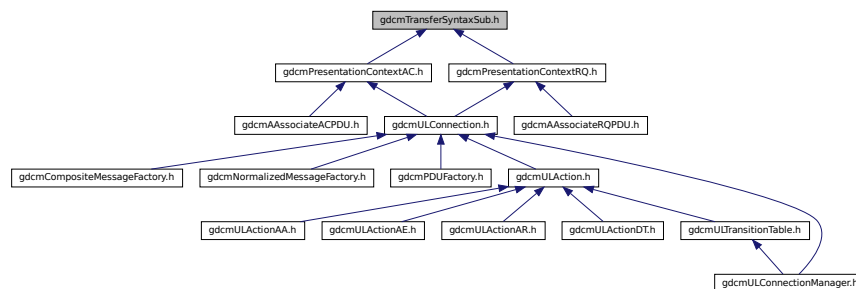 gdcmTransferSyntaxSub.h
gdcmPresentationContextAC.h
gdcmPresentationContextRQ.h
gdcmAAssociateACPDU.h
gdcmULConnection.h
gdcmAAssociateRQPDU.h
gdcmCompositeMessageFactory.h
gdcmNormalizedMessageFactory.h
gdcmPDUFactory.h
gdcmULAction.h
gdcmULActionAA.h
gdcmULActionAE.h
gdcmULActionAR.h
gdcmULActionDT.h
gdcmULTransitionTable.h
gdcmULConnectionManager.h